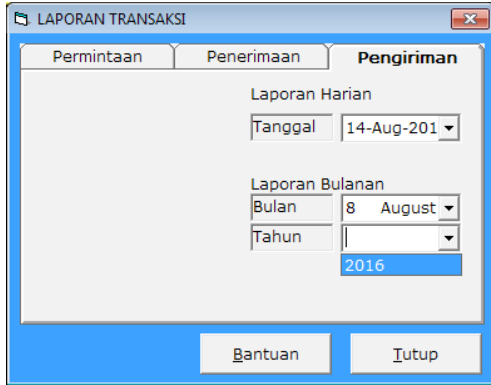 LAPORAN TRANSAKSI
Permintaan Penerimaan Pengiriman
Laporan Harian
Tanggal 14-Aug-201
Laporan Bulanan
Bulan 8 August
Tahun
2016
Bantuan Tutup